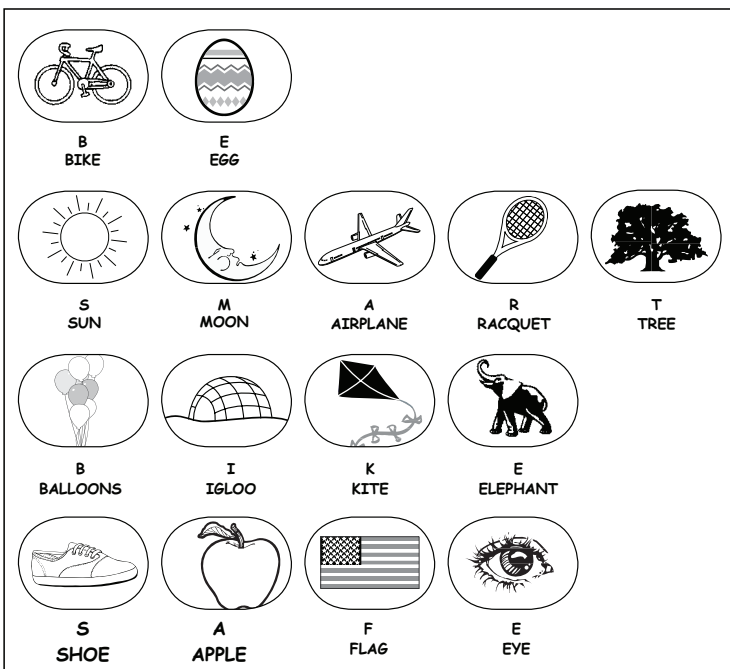 B E
BIKE EGG
S M A R T
SUN MOON AIRPLANE RACQUET TREE
B I K E
BALLOONS IGLOO KITE ELEPHANT
S A F E
SHOE APPLE FLAG EYE